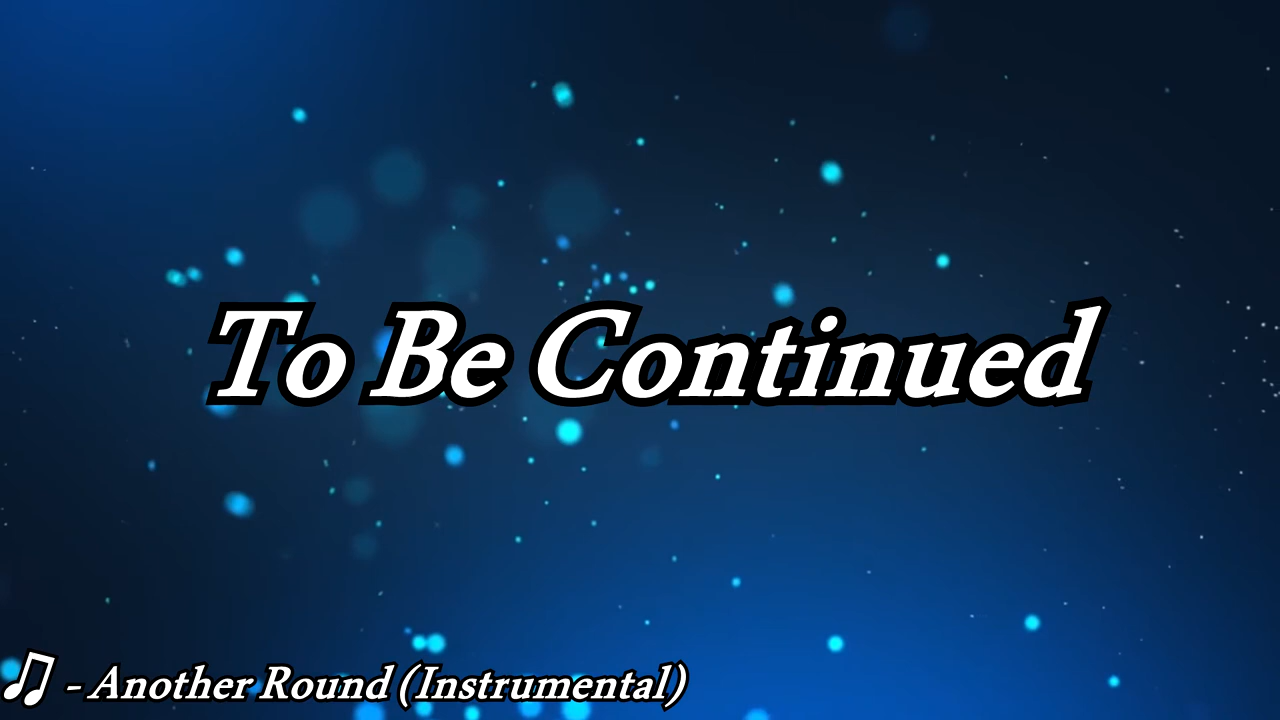 To Be Continued
♫ - Another Round (Instrumental)